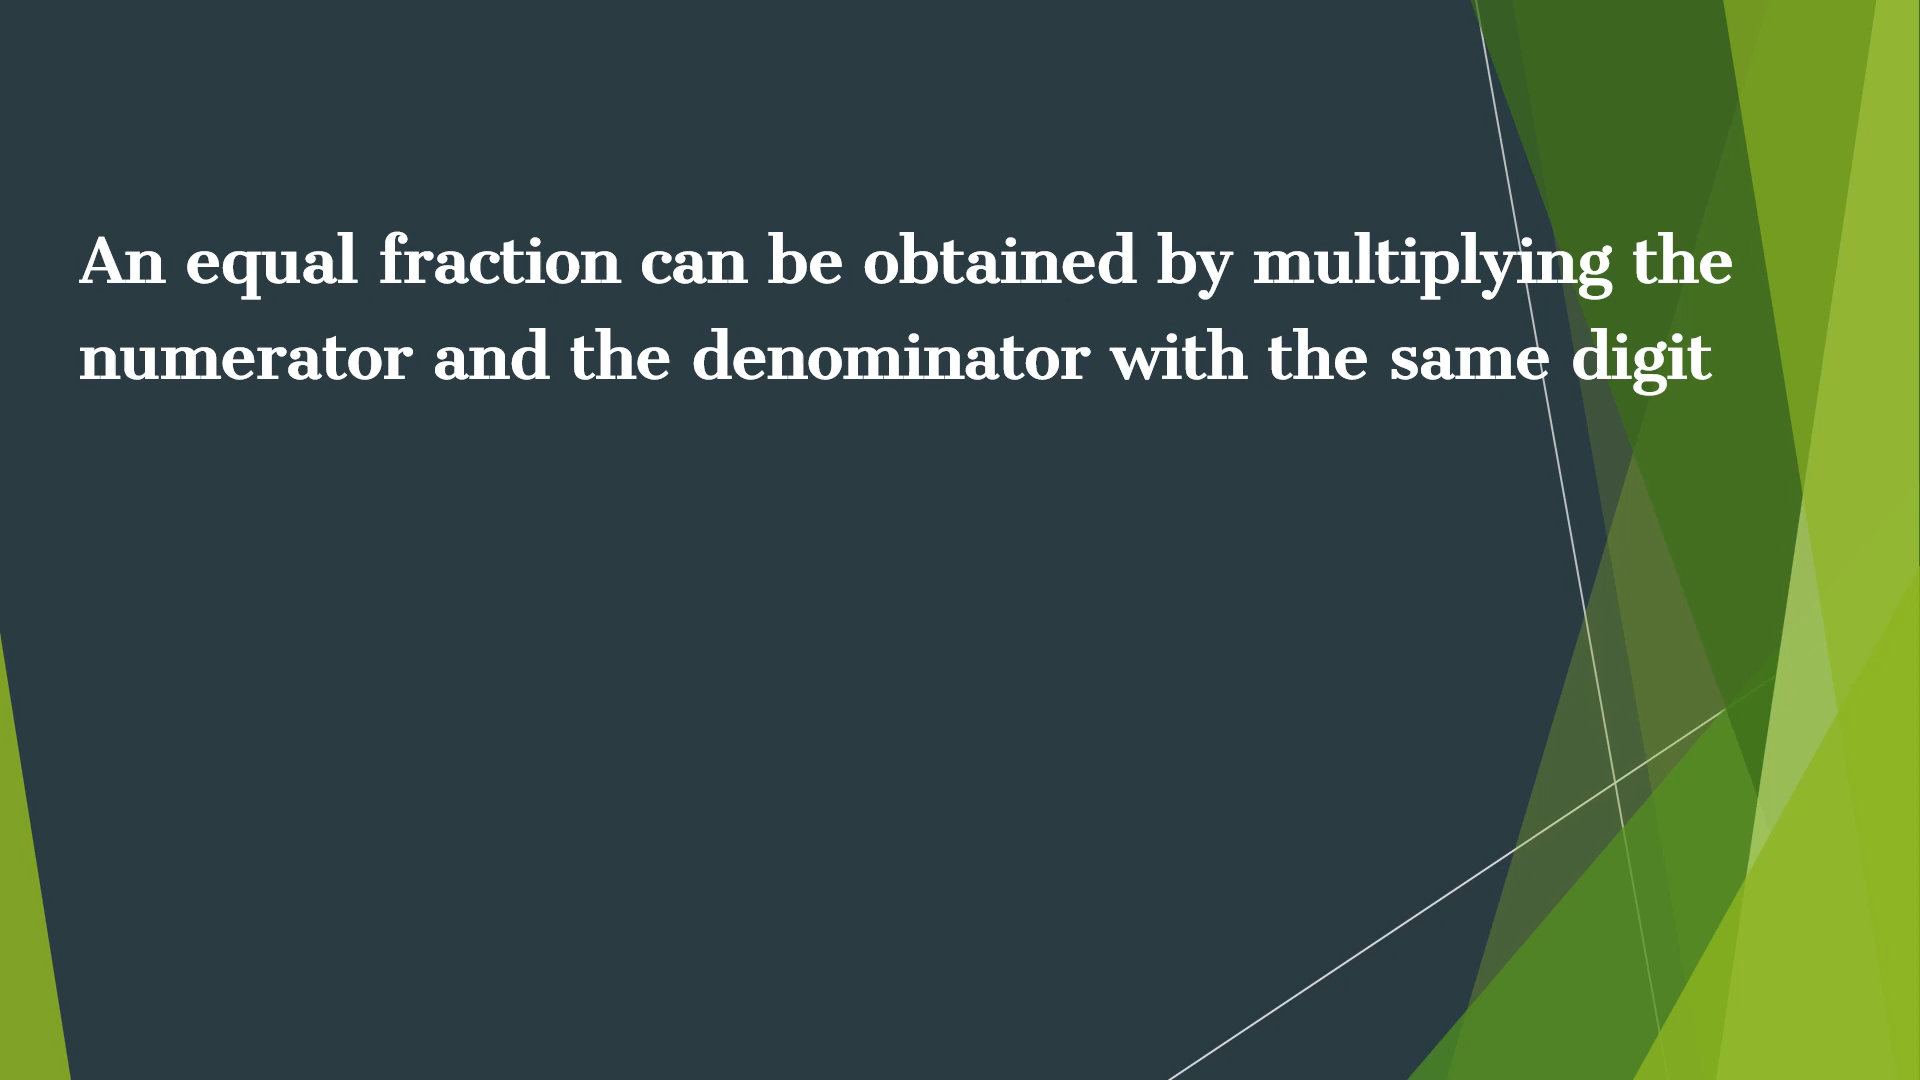 An equal fraction can be obtained by multiplying the
numerator and the denominator with the same digit